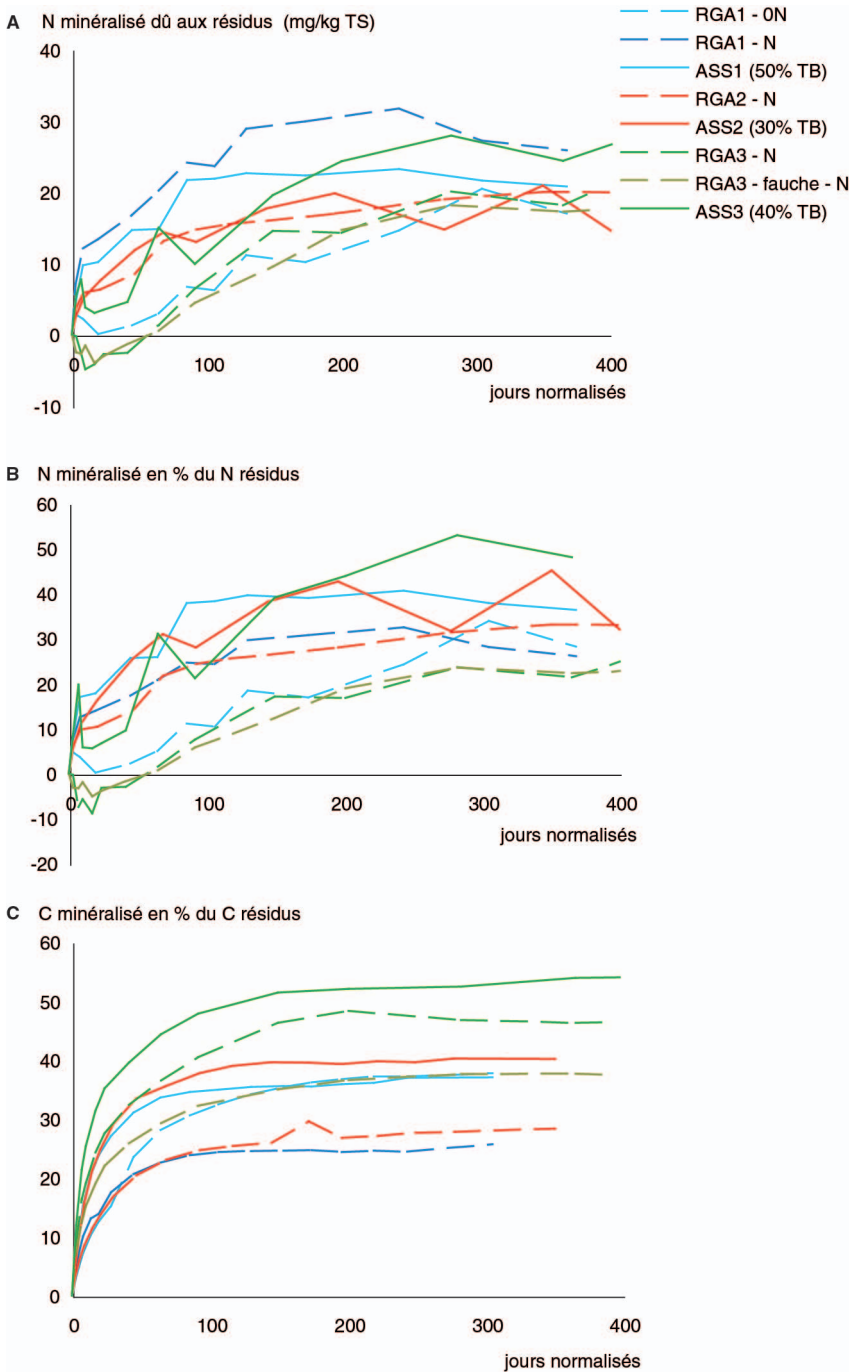 A N minéralisé dû aux résidus (mg/kg TS)
40
30
20
10
0
-10
0
100
200
300
400
jours normalisés
RGA1 - 0N
RGA1 - N
ASS1 (50% TB)
RGA2 - N
ASS2 (30% TB)
RGA3 - N
RGA3 - fauche - N
ASS3 (40% TB)
B N minéralisé en % du N résidus
60
50
40
30
20
10
0
-10
-20
0
100
200
300
400
jours normalisés
C C minéralisé en % du C résidus
60
50
40
30
20
10
0
0
100
200
300
400
jours normalisés